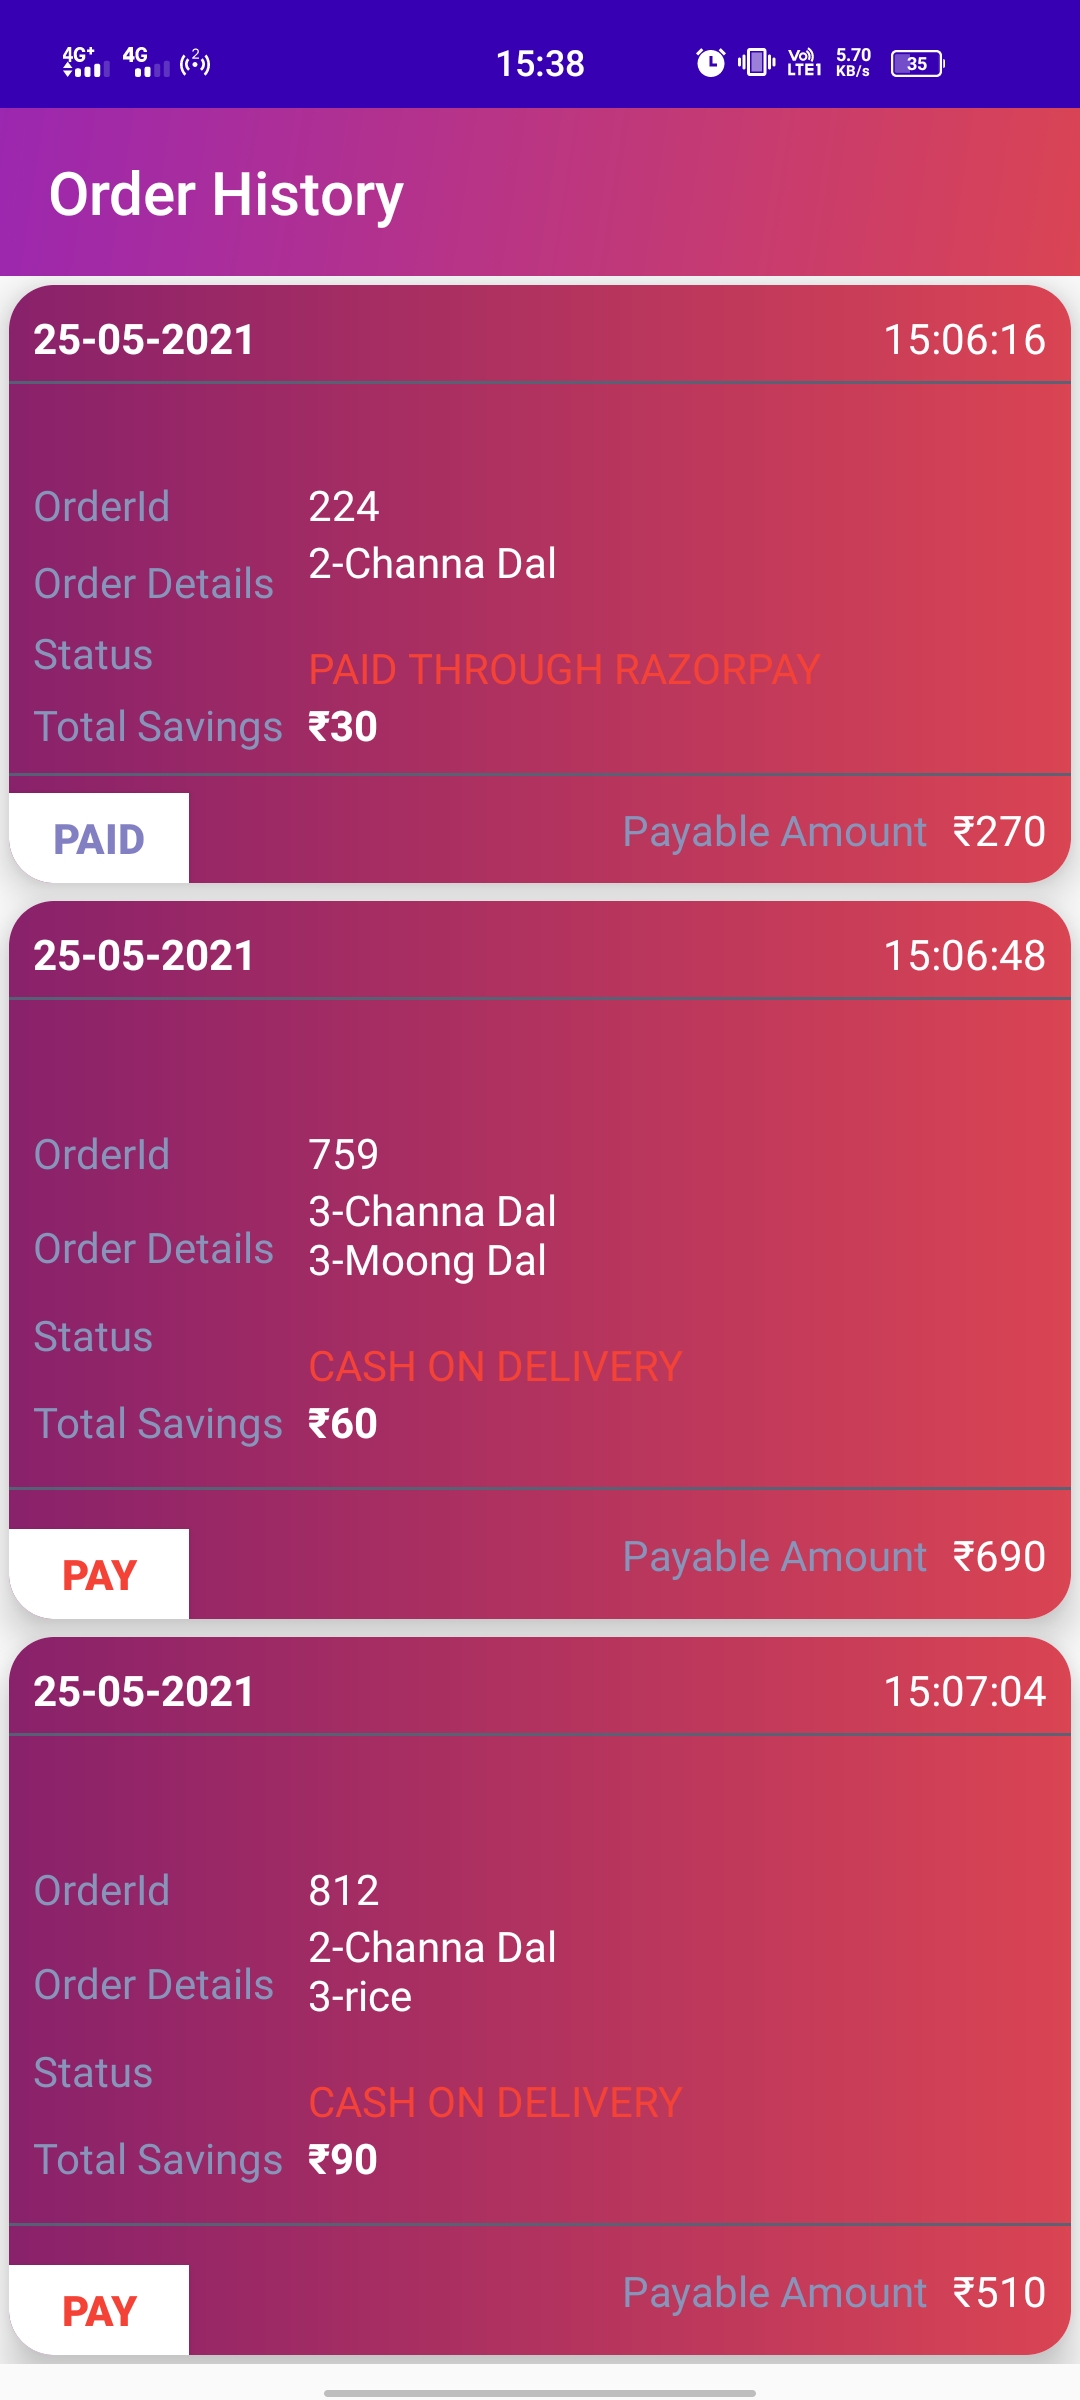 4G+ 4G 2 15:38 Vo) LTE1 5.70 KB/s 35
Order History
25-05-2021 15:06:16
OrderId 224
Order Details 2-Channa Dal
Status PAID THROUGH RAZORPAY
Total Savings ₹30
PAID Payable Amount ₹270
25-05-2021 15:06:48
OrderId 759
3-Channa Dal
Order Details 3-Moong Dal
Status CASH ON DELIVERY
Total Savings ₹60
PAY Payable Amount ₹690
25-05-2021 15:07:04
OrderId 812
2-Channa Dal
Order Details 3-rice
Status CASH ON DELIVERY
Total Savings ₹90
PAY Payable Amount ₹510